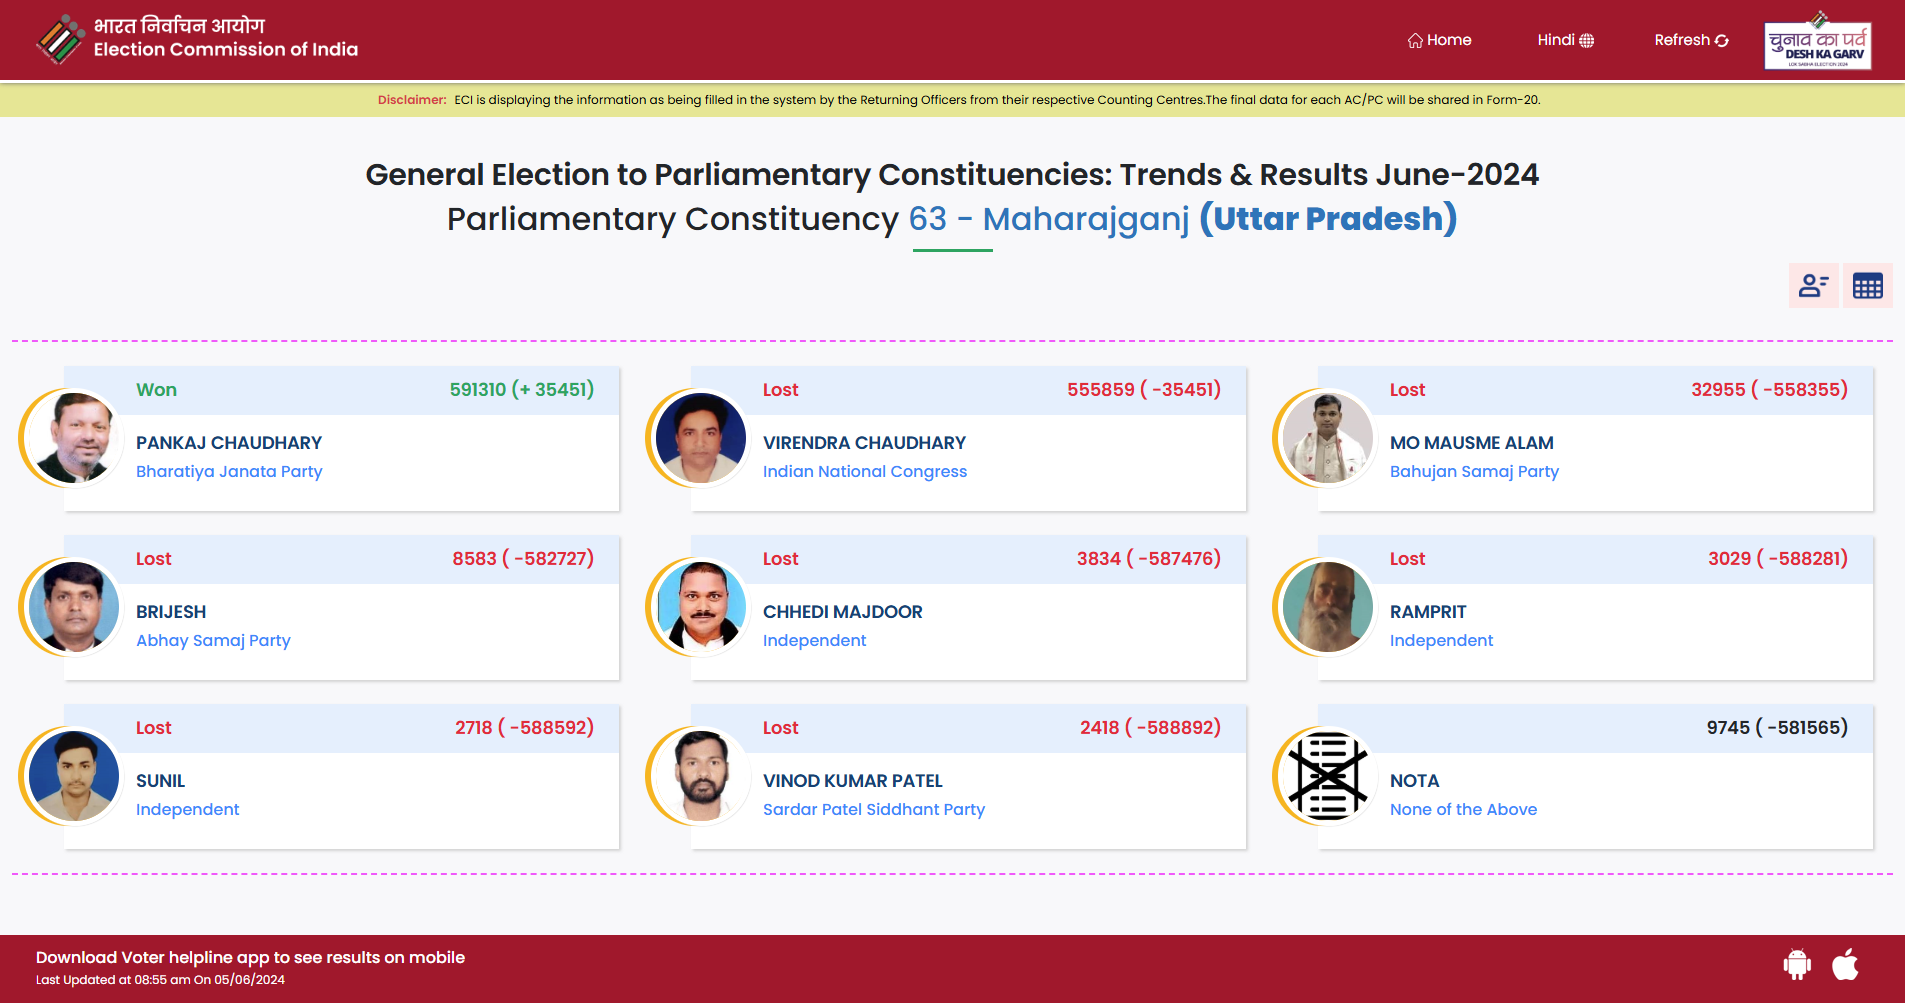 भारत निर्वाचन आयोग
Election Commission of India
Home
Hindi
Refresh
चुनाव का पर्व
DESH KA GARV
LOK SABHA ELECTION 2024
Disclaimer: ECI is displaying the information as being filled in the system by the Returning Officers from their respective Counting Centres.The final data for each AC/PC will be shared in Form-20.
General Election to Parliamentary Constituencies: Trends & Results June-2024
Parliamentary Constituency 63 - Maharajganj (Uttar Pradesh)
Won 591310 (+ 35451)
PANKAJ CHAUDHARY
Bharatiya Janata Party
Lost 555859 ( -35451)
VIRENDRA CHAUDHARY
Indian National Congress
Lost 32955 ( -558355)
MO MAUSME ALAM
Bahujan Samaj Party
Lost 8583 ( -582727)
BRIJESH
Abhay Samaj Party
Lost 3834 ( -587476)
CHHEDI MAJDOOR
Independent
Lost 3029 ( -588281)
RAMPRIT
Independent
Lost 2718 ( -588592)
SUNIL
Independent
Lost 2418 ( -588892)
VINOD KUMAR PATEL
Sardar Patel Siddhant Party
9745 ( -581565)
NOTA
None of the Above
Download Voter helpline app to see results on mobile
Last Updated at 08:55 am On 05/06/2024